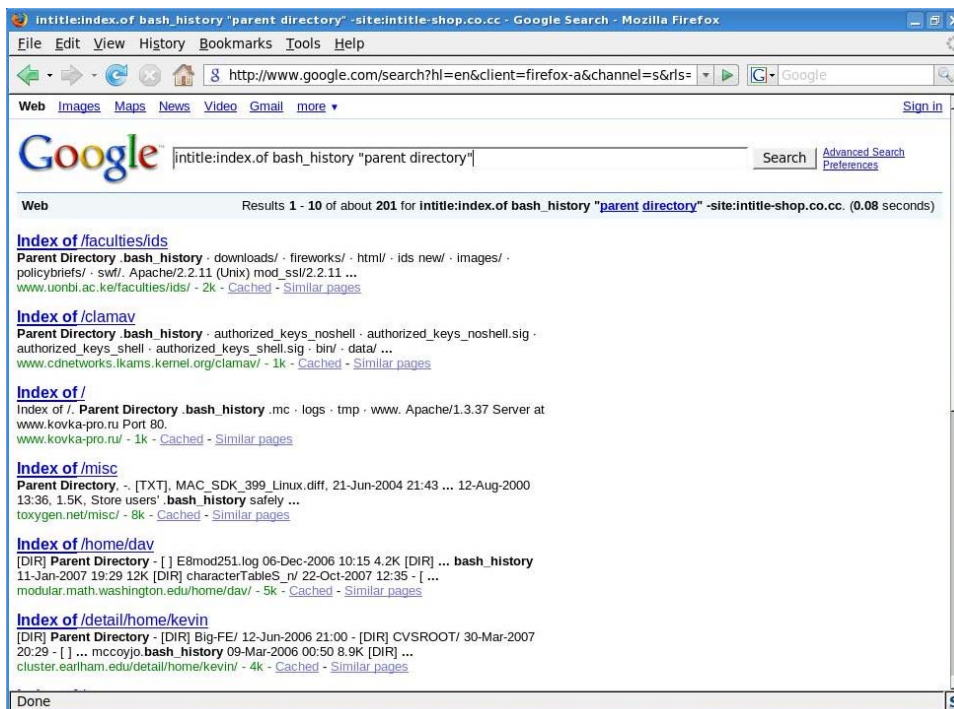 intitle:index.of bash_history "parent directory" -site:intitle-shop.co.cc - Google Search - Mozilla Firefox
File Edit View History Bookmarks Tools Help
http://www.google.com/search?hl=en&client=firefox-a&channel=s&rls= G Google
Web Images Maps News Video Gmail more ▾ Sign in
Google™ intitle:index.of bash_history "parent directory" Search Advanced Search
Preferences
Web Results 1 - 10 of about 201 for intitle:index.of bash_history "parent directory" -site:intitle-shop.co.cc. (0.08 seconds)
Index of /faculties/ids
Parent Directory .bash_history · downloads/ · fireworks/ · html/ · ids new/ · images/ ·
policybriefs/ · swf/. Apache/2.2.11 (Unix) mod_ssl/2.2.11 ...
www.uonbi.ac.ke/faculties/ids/ - 2k - Cached - Similar pages
Index of /clamav
Parent Directory .bash_history · authorized_keys_noshell · authorized_keys_noshell.sig ·
authorized_keys_shell · authorized_keys_shell.sig · bin/ · data/ ...
www.cdnetworks.lkams.kernel.org/clamav/ - 1k - Cached - Similar pages
Index of /
Index of /. Parent Directory .bash_history .mc · logs · tmp · www. Apache/1.3.37 Server at
www.kovka-pro.ru Port 80.
www.kovka-pro.ru/ - 1k - Cached - Similar pages
Index of /misc
Parent Directory, -. [TXT], MAC_SDK_399_Linux.diff, 21-Jun-2004 21:43 ... 12-Aug-2000
13:36, 1.5K, Store users' .bash_history safely ...
toxygen.net/misc/ - 8k - Cached - Similar pages
Index of /home/dav
[DIR] Parent Directory - [ ] E8mod251.log 06-Dec-2006 10:15 4.2K [DIR] ... bash_history
11-Jan-2007 19:29 12K [DIR] characterTableS_n/ 22-Oct-2007 12:35 - [ ...
modular.math.washington.edu/home/dav/ - 5k - Cached - Similar pages
Index of /detail/home/kevin
[DIR] Parent Directory - [DIR] Big-FE/ 12-Jun-2006 21:00 - [DIR] CVSROOT/ 30-Mar-2007
20:29 - [ ] ... mccoyjo.bash_history 09-Mar-2006 00:50 8.9K [DIR] ...
cluster.earlham.edu/detail/home/kevin/ - 4k - Cached - Similar pages
Done